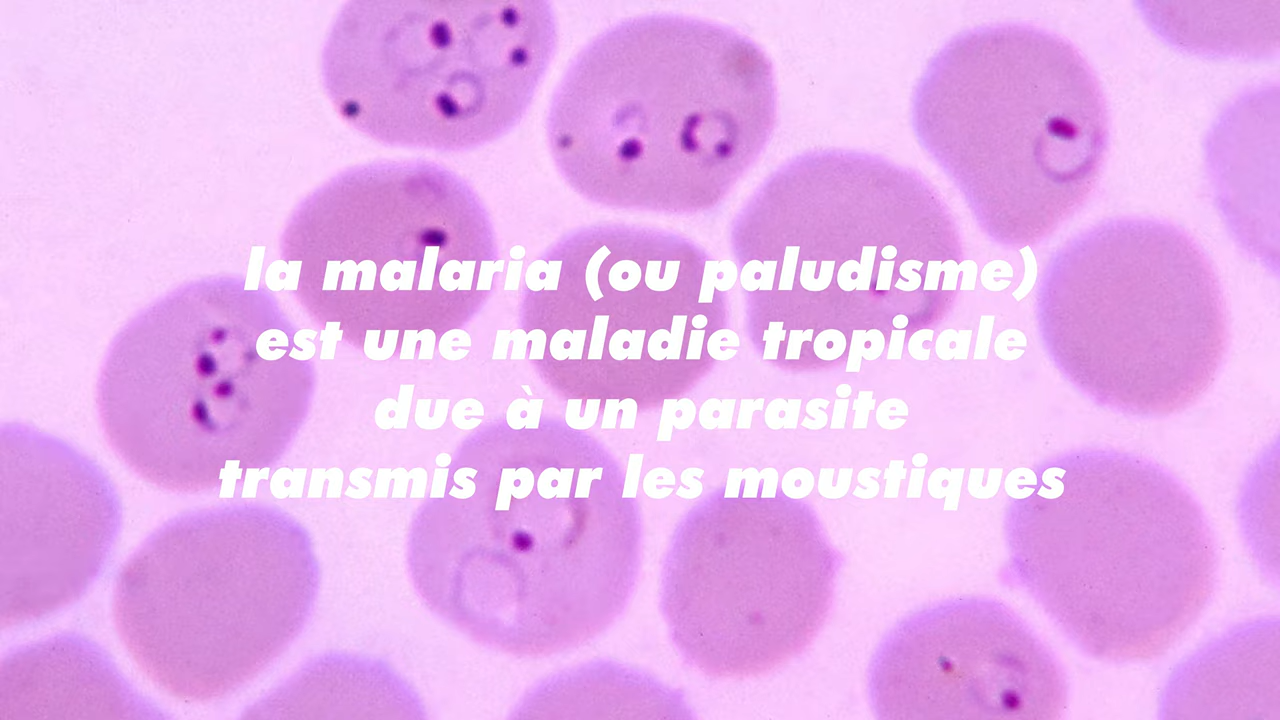 la malaria (ou paludisme)
est une maladie tropicale
due à un parasite
transmis par les moustiques